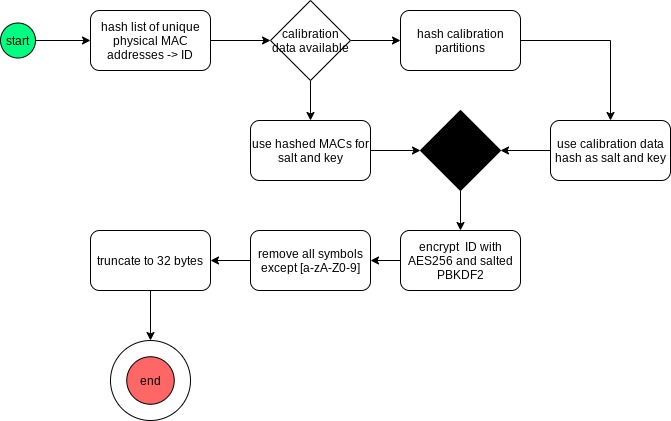 start
hash list of unique
physical MAC
addresses -> ID
calibration
data available
hash calibration
partitions
use hashed MACs for
salt and key
use calibration data
hash as salt and key
truncate to 32 bytes
remove all symbols
except [a-zA-Z0-9]
encrypt  ID with
AES256 and salted
PBKDF2
end